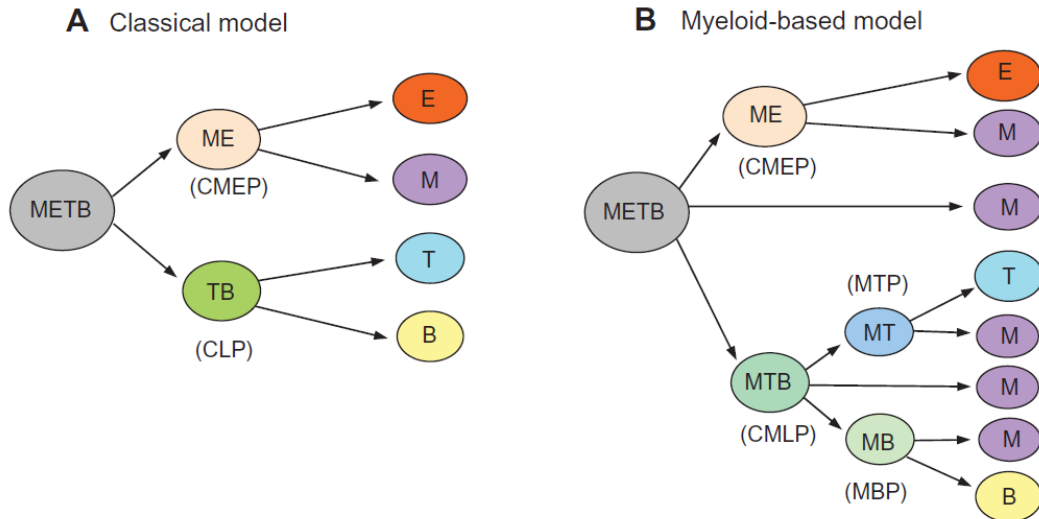 A Classical model
METB
ME
(CMEP)
TB
(CLP)
E
M
T
B
B Myeloid-based model
METB
ME
(CMEP)
E
M
M
MTB
(CMLP)
(MTP)
MT
T
M
M
MB
(MBP)
M
B